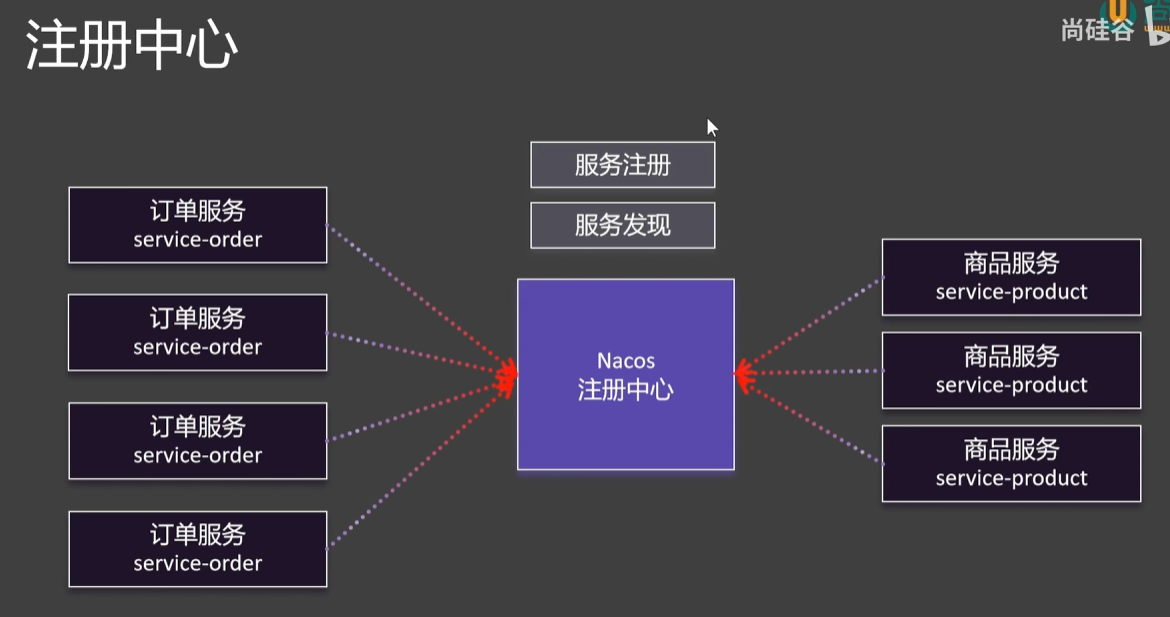 注册中心
尚硅谷
服务注册
服务发现
订单服务
service-order
订单服务
service-order
订单服务
service-order
订单服务
service-order
Nacos
注册中心
商品服务
service-product
商品服务
service-product
商品服务
service-product